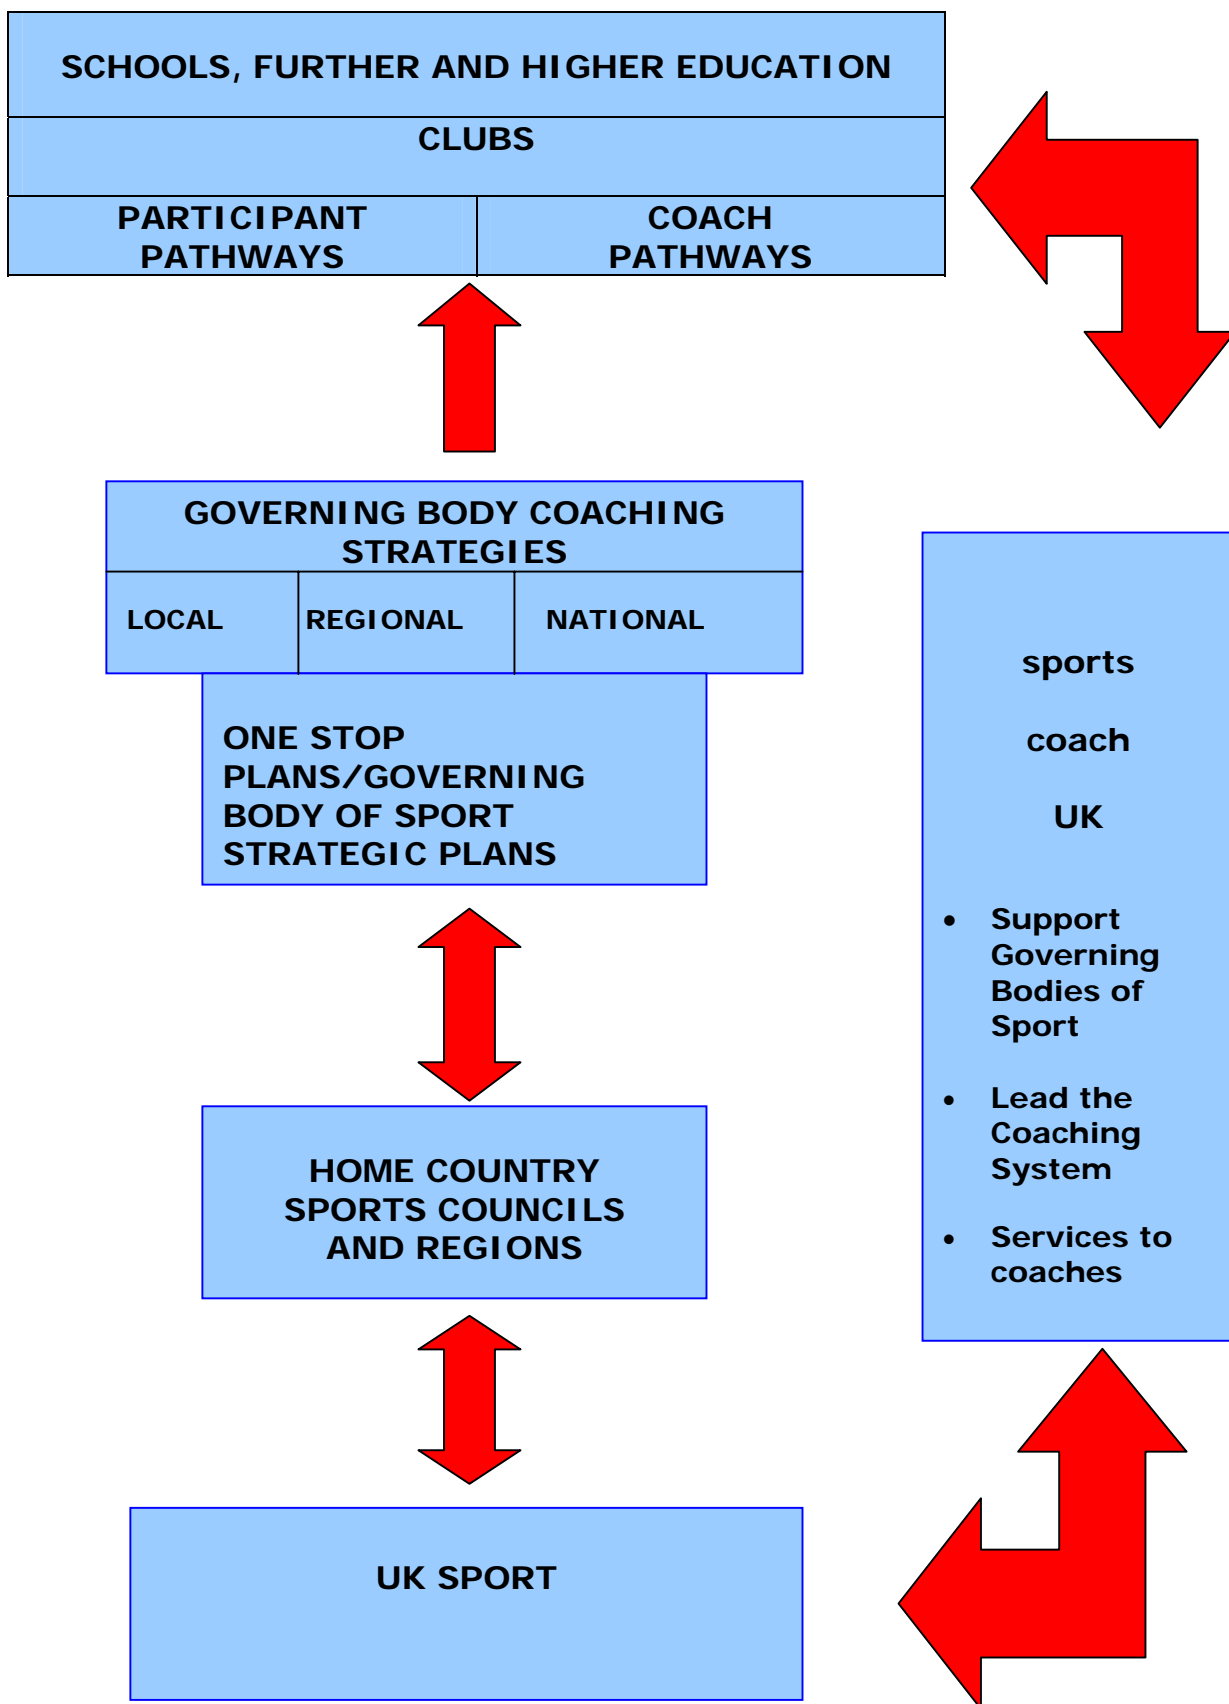 SCHOOLS, FURTHER AND HIGHER EDUCATION
CLUBS
PARTICIPANT
PATHWAYS
COACH
PATHWAYS
GOVERNING BODY COACHING
STRATEGIES
LOCAL
REGIONAL
NATIONAL
ONE STOP
PLANS/GOVERNING
BODY OF SPORT
STRATEGIC PLANS
HOME COUNTRY
SPORTS COUNCILS
AND REGIONS
UK SPORT
sports
coach
UK
• Support
Governing
Bodies of
Sport
• Lead the
Coaching
System
• Services to
coaches